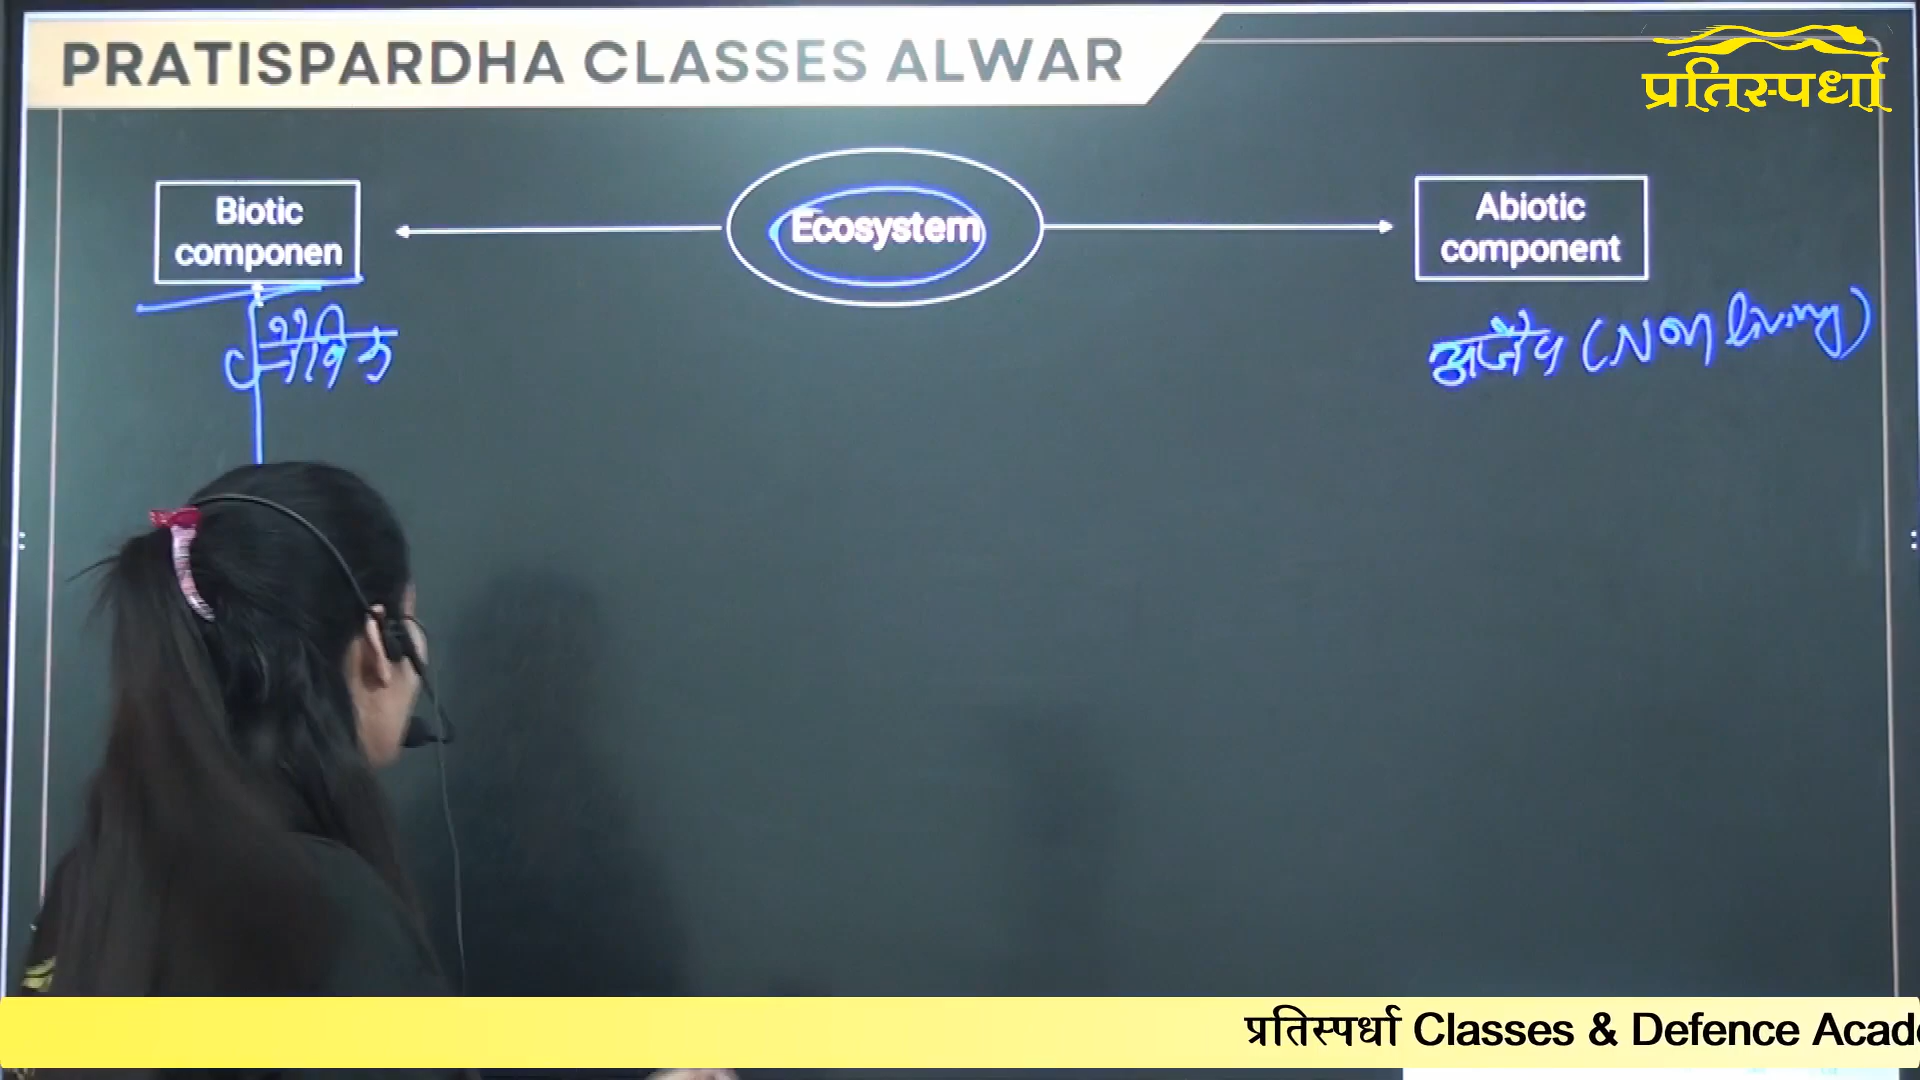 PRATISPARDHA CLASSES ALWAR
प्रतिस्पर्धा
Biotic
componen
Ecosystem
Abiotic
component
जैविक
अजैव (Non living)
प्रतिस्पर्धा Classes & Defence Acad